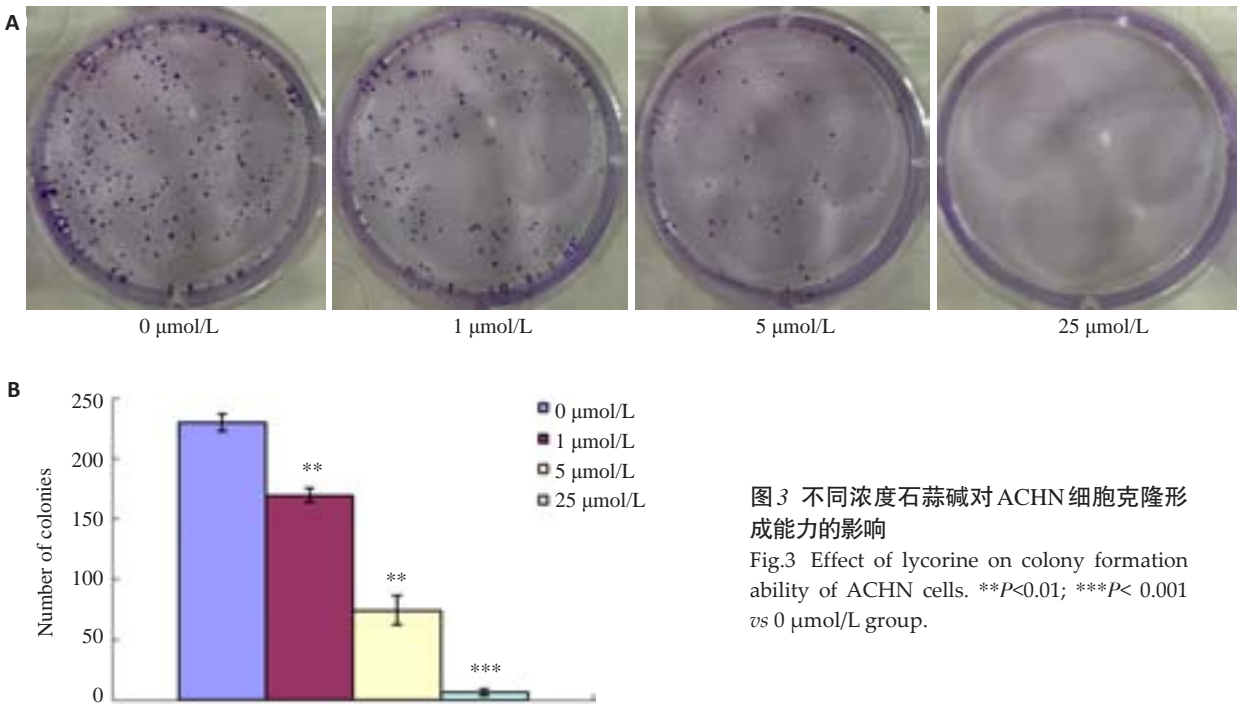 A
0 μmol/L
1 μmol/L
5 μmol/L
25 μmol/L
B
Number of colonies
250
200
150
100
50
0
**
**
***
0 μmol/L
1 μmol/L
5 μmol/L
25 μmol/L
图3 不同浓度石蒜碱对ACHN细胞克隆形
成能力的影响
Fig.3 Effect of lycorine on colony formation
ability of ACHN cells. **P<0.01; ***P< 0.001
vs 0 μmol/L group.